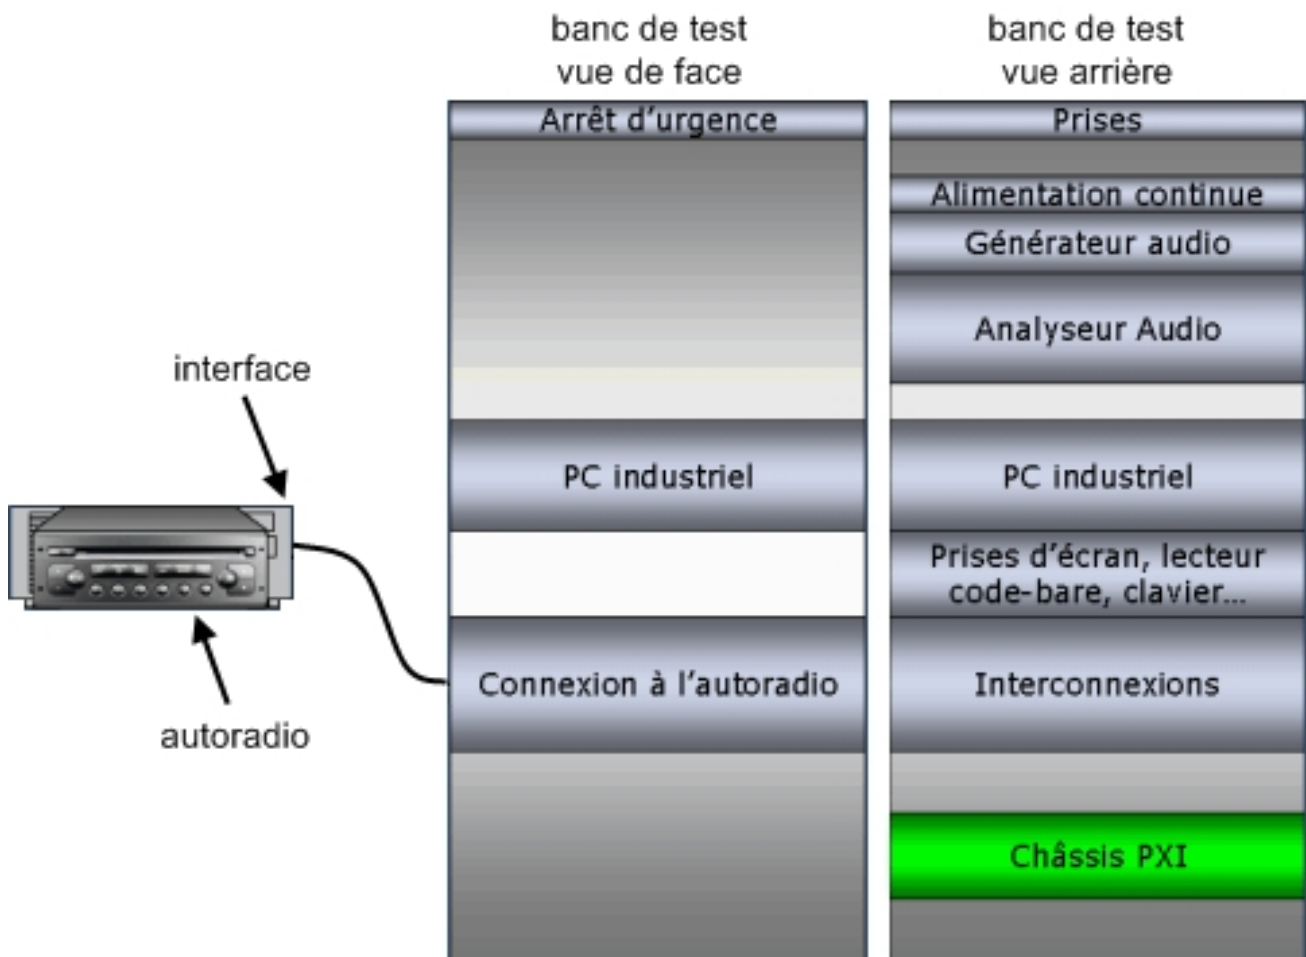 banc de test
vue de face
banc de test
vue arrière
Arrêt d'urgence
Prises
Alimentation continue
Générateur audio
Analyseur Audio
interface
PC industriel
PC industriel
Prises d'écran, lecteur
code-bare, clavier...
Connexion à l'autoradio
Interconnexions
autoradio
Châssis PXI